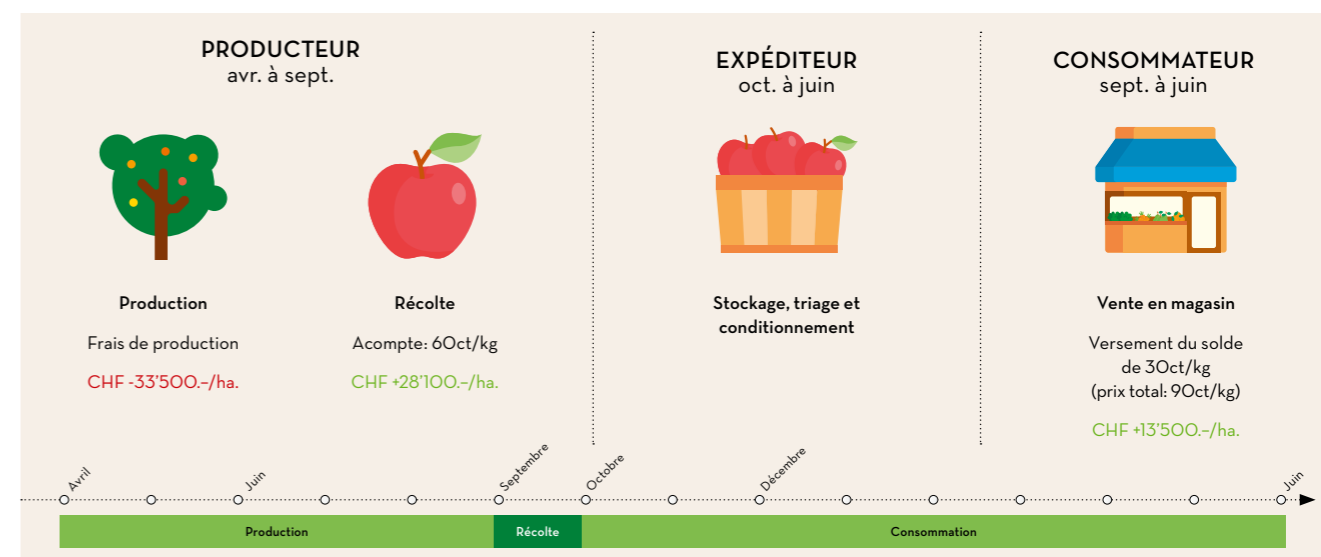 PRODUCTEUR
avr. à sept.
EXPÉDITEUR
oct. à juin
CONSOMMATEUR
sept. à juin
Production
Frais de production
CHF -33'500.–/ha.
Récolte
Acompte: 60ct/kg
CHF +28'100.–/ha.
Stockage, triage et
conditionnement
Vente en magasin
Versement du solde
de 30ct/kg
(prix total: 90ct/kg)
CHF +13'500.–/ha.
Avril
Juin
Septembre
Octobre
Décembre
Juin
Production
Récolte
Consommation